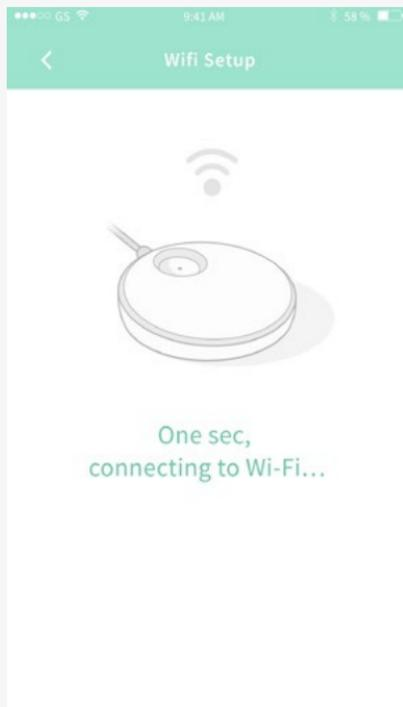 GS 9:41 AM 58 %
Wifi Setup
One sec,
connecting to Wi-Fi...